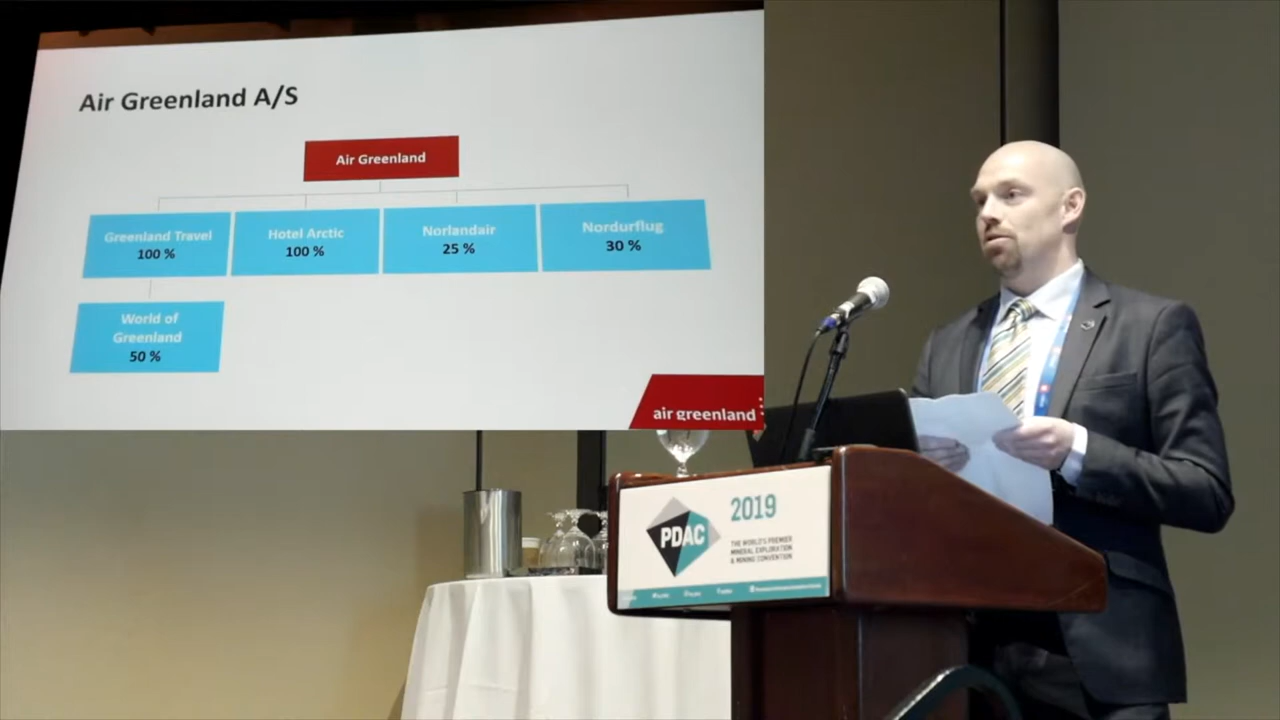 Air Greenland A/S
Air Greenland
Greenland Travel
100 %
Hotel Arctic
100 %
Norlandair
25 %
Nordurflug
30 %
World of
Greenland
50 %
air greenland
PDAC
2019
THE WORLD'S PREMIER
MINERAL EXPLORATION
& MINING CONVENTION